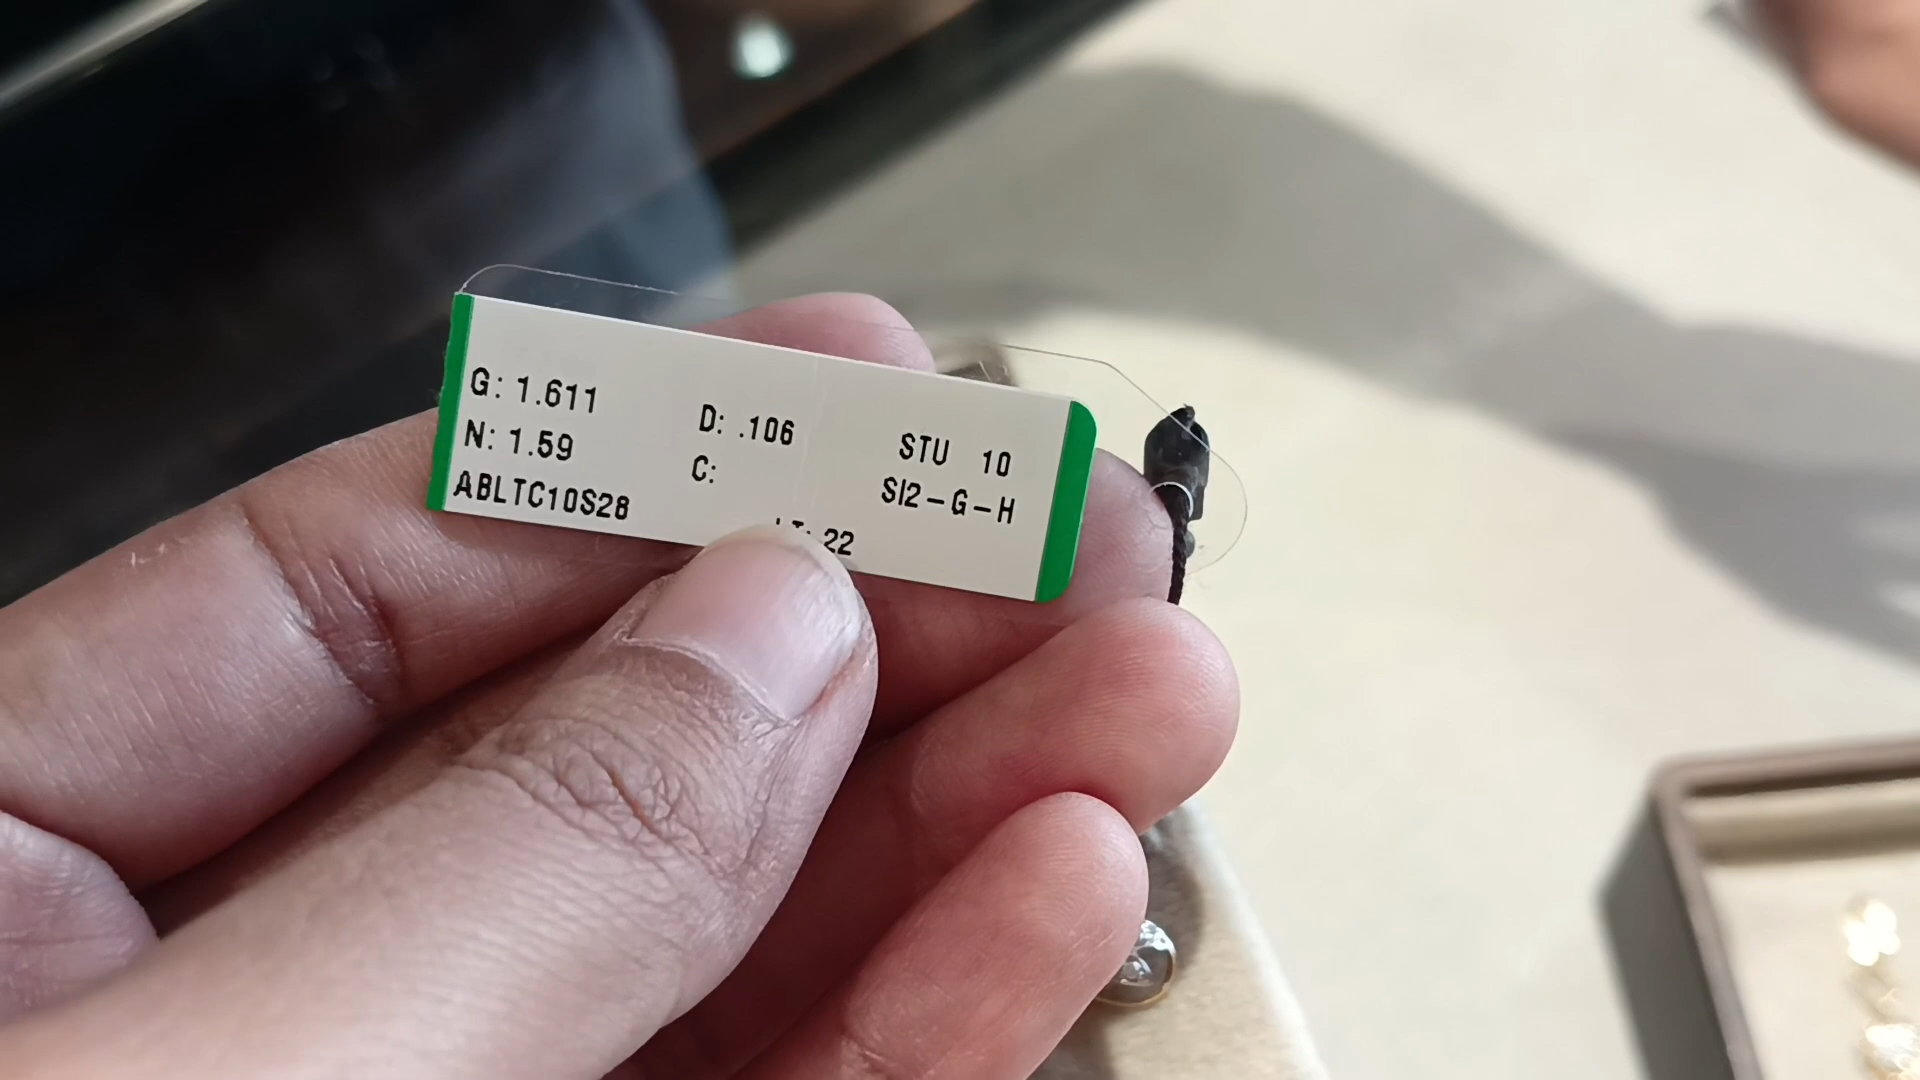 G: 1.611
N: 1.59
ABLTC10S28
D: .106
C:
22
STU 10
SI2-G-H